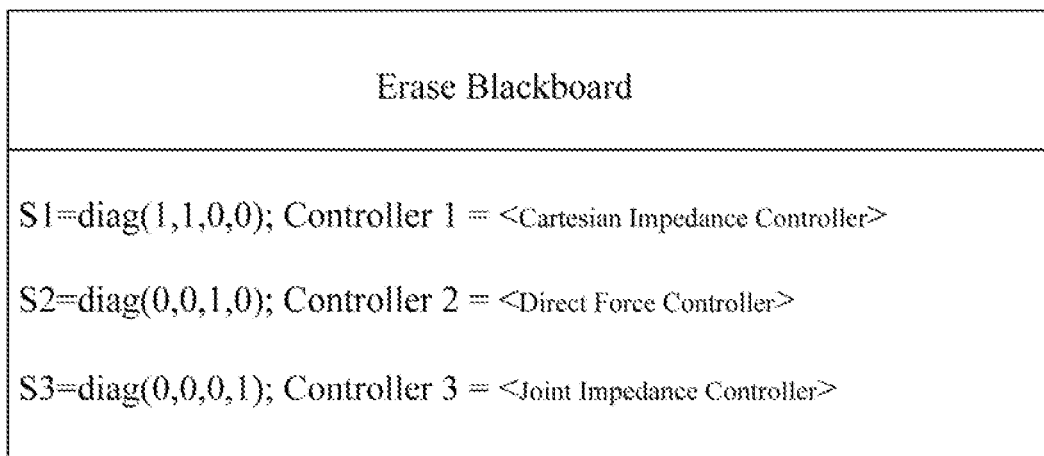 Erase Blackboard
S1=diag(1,1,0,0); Controller 1 = <Cartesian Impedance Controller>
S2=diag(0,0,1,0); Controller 2 = <Direct Force Controller>
S3=diag(0,0,0,1); Controller 3 = <Joint Impedance Controller>